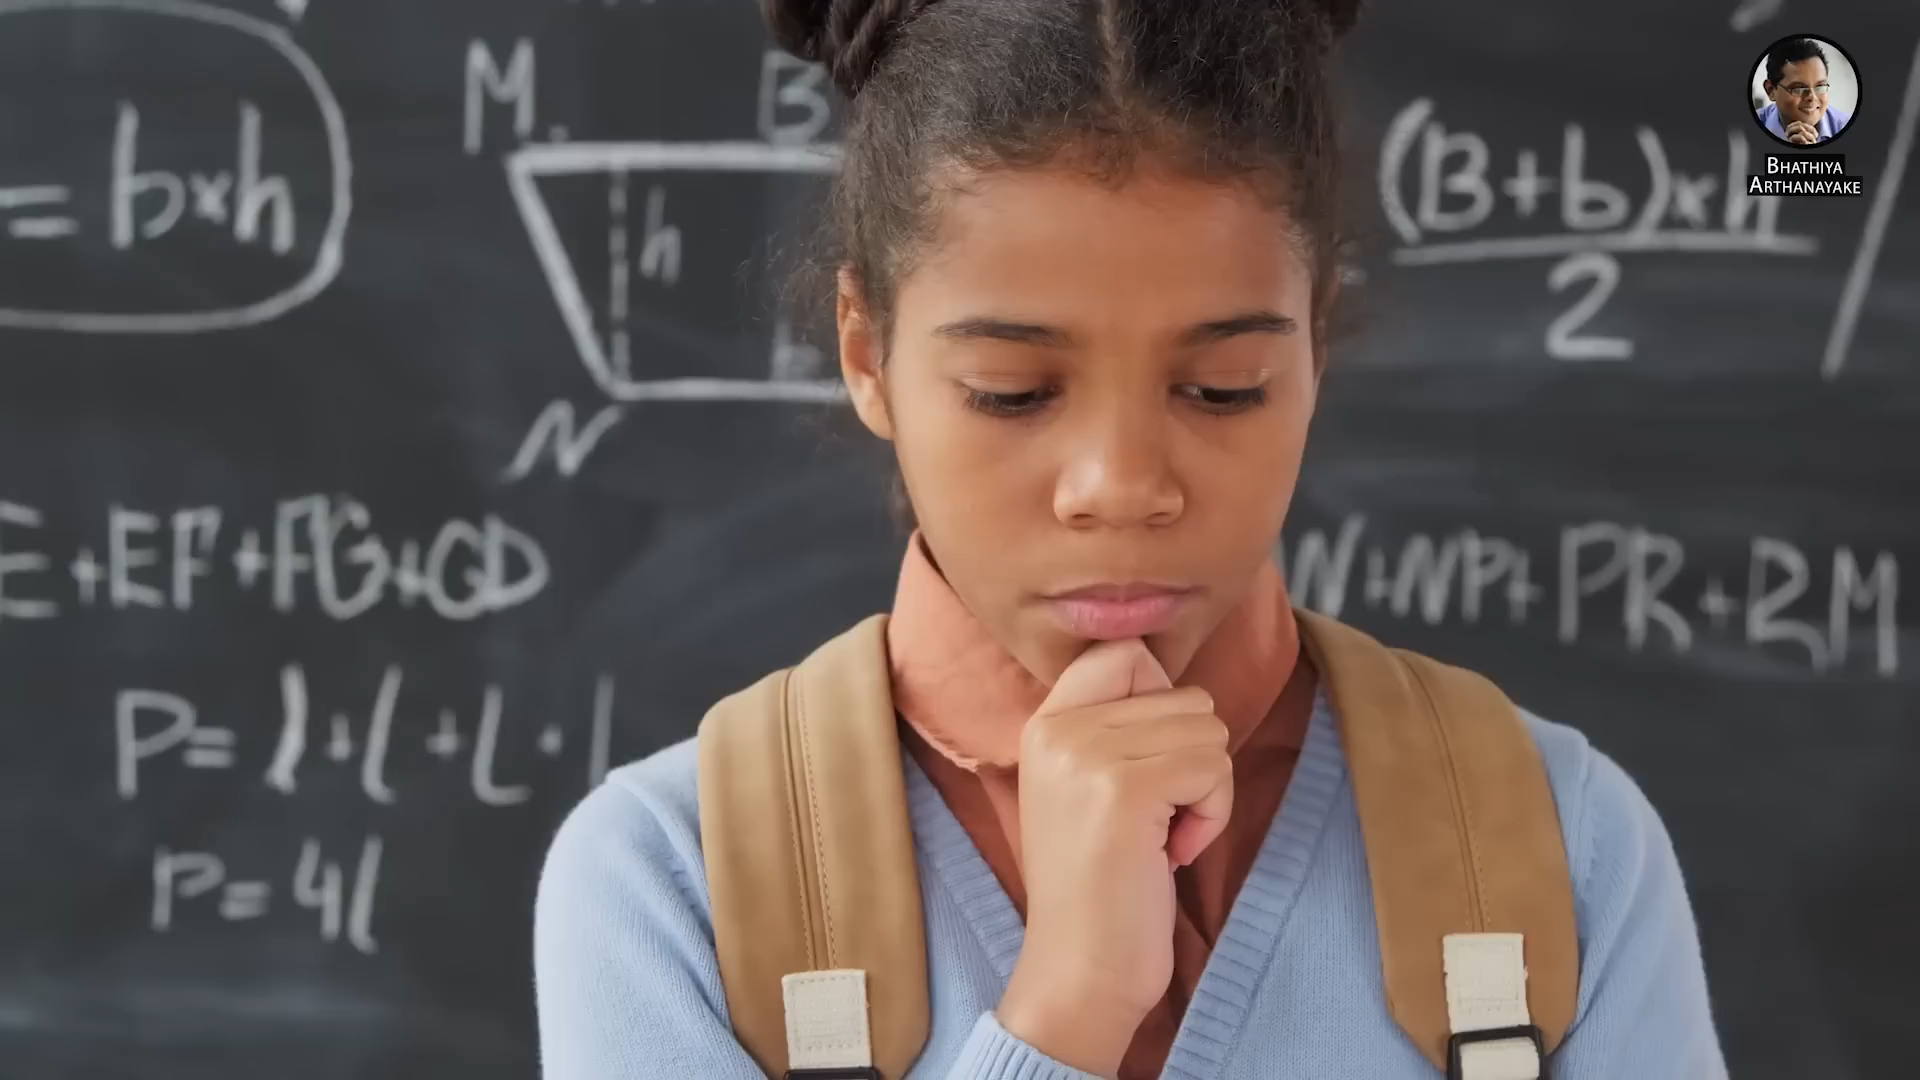 M
B
= b×h
h
(B+b)×h
2
N
E+EF+FG+GD
N+NP+PR+RM
P= l+l+l+l
P= 4l
BHATHIYA
ARTHANAYAKE